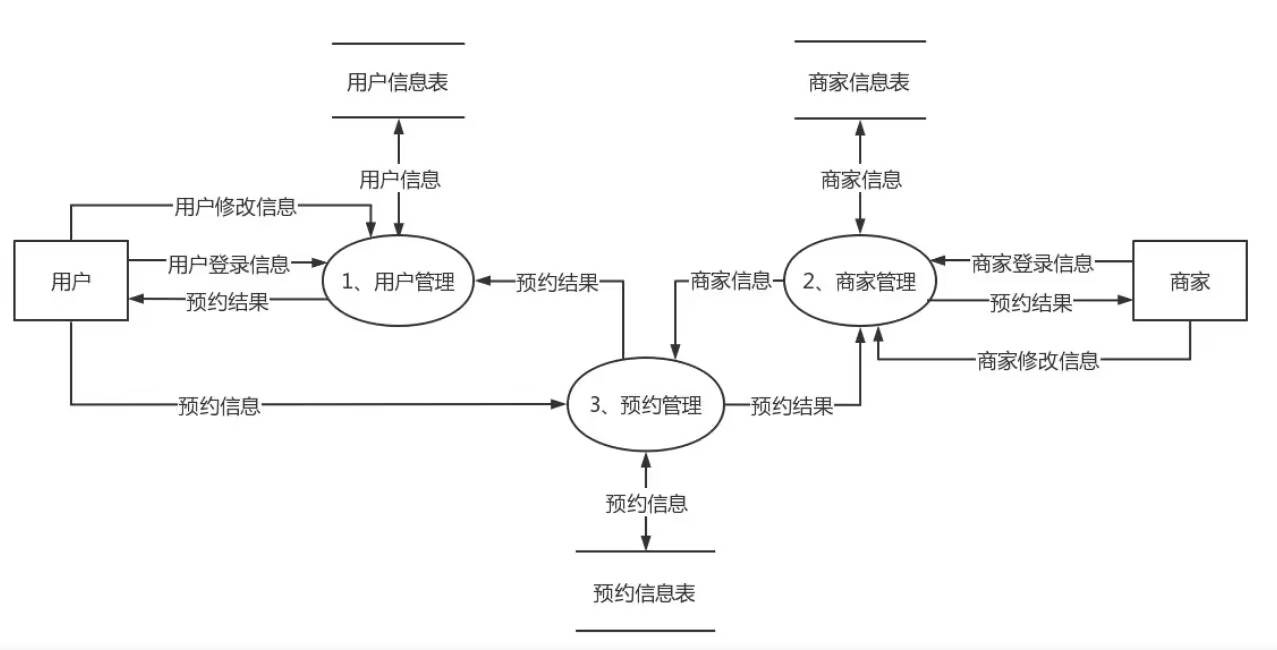 用户信息表
商家信息表
用户信息
商家信息
用户修改信息
用户登录信息
商家登录信息
用户
1、用户管理
预约结果
商家信息
2、商家管理
商家
预约结果
预约结果
商家修改信息
预约信息
3、预约管理
预约结果
预约信息
预约信息表